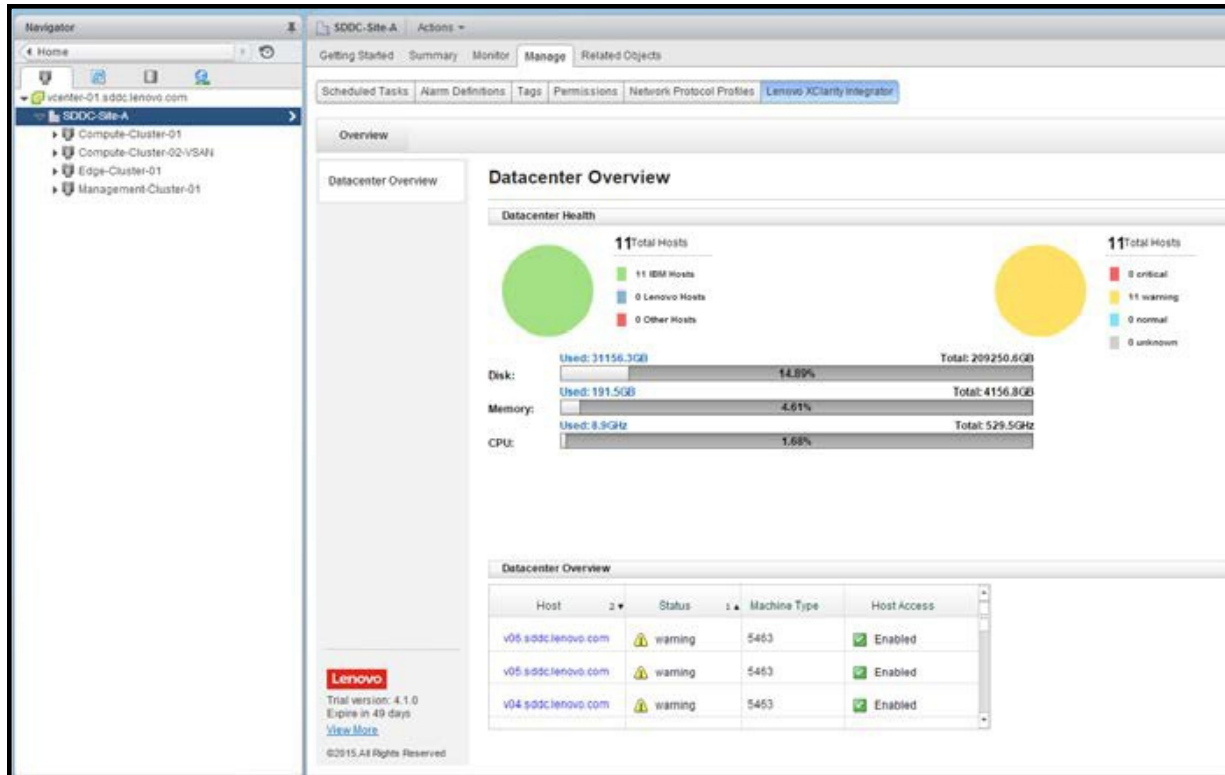 Navigator
SDDC-Site-A Actions
Home
Getting Started Summary Monitor Manage Related Objects
vcenter-01.sddc.lenovo.com
SDDC-Site-A
Compute-Cluster-01
Compute-Cluster-02-VSAN
Edge-Cluster-01
Management-Cluster-01
Scheduled Tasks Alarm Definitions Tags Permissions Network Protocol Profiles Lenovo XClarity Integrator
Overview
Datacenter Overview
Datacenter Overview
Datacenter Health
11 Total Hosts
11 IBM Hosts
0 Lenovo Hosts
0 Other Hosts
11 Total Hosts
0 critical
11 warning
0 normal
0 unknown
Used: 31156.3GB Total: 209250.6GB
Disk: 14.89%
Used: 191.5GB Total: 4156.8GB
Memory: 4.61%
Used: 8.9GHz Total: 529.5GHz
CPU: 1.68%
Datacenter Overview
Host 2 Status 1 Machine Type Host Access
v06.sddc.lenovo.com warning 5463 Enabled
v05.sddc.lenovo.com warning 5463 Enabled
v04.sddc.lenovo.com warning 5463 Enabled
Lenovo
Trial version: 4.1.0
Expire in 49 days
View More
©2015.All Rights Reserved